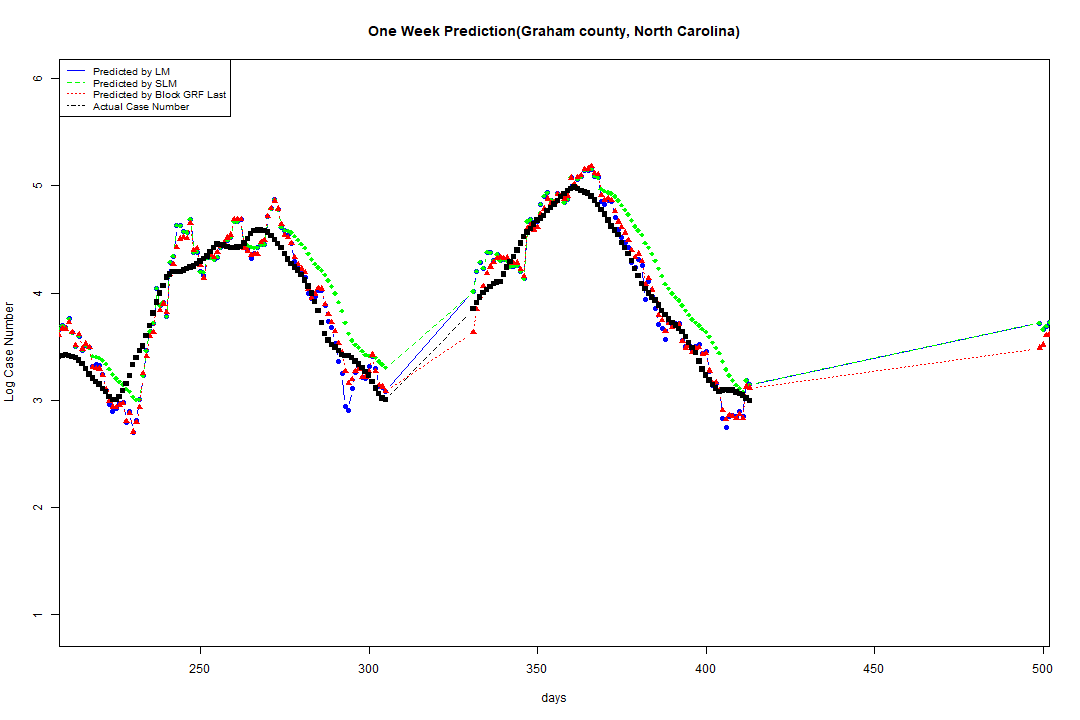 One Week Prediction(Graham county, North Carolina)
Predicted by LM
Predicted by SLM
Predicted by Block GRF Last
Actual Case Number
6
5
4
3
2
1
Log Case Number
250
300
350
400
450
500
days